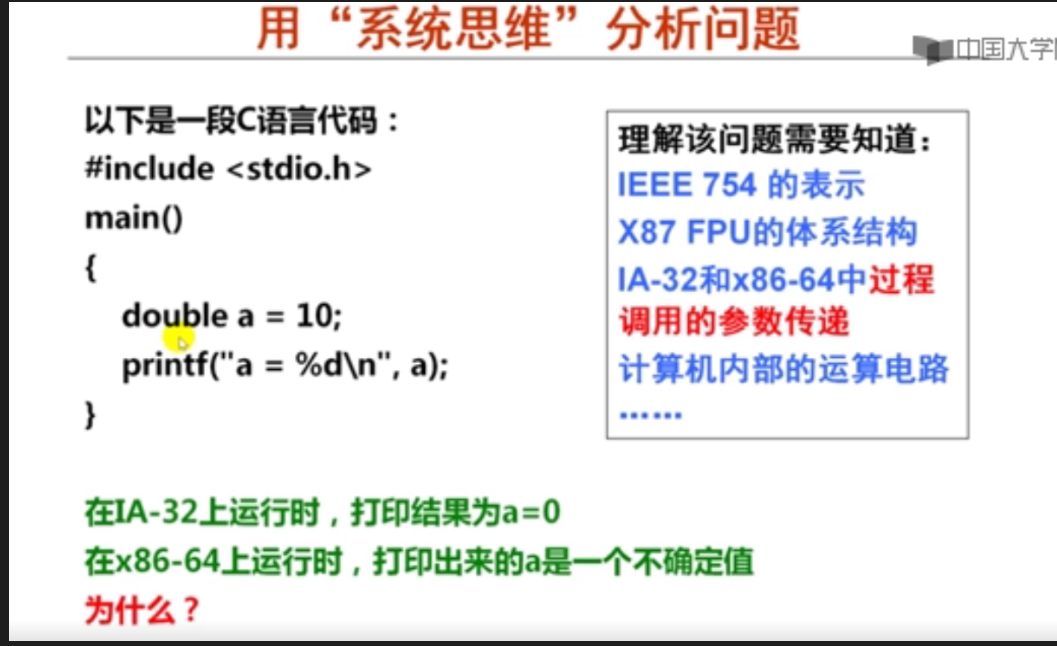 用“系统思维”分析问题
中国大学
以下是一段C语言代码：
#include <stdio.h>
main()
{
double a = 10;
printf("a = %d\n", a);
}
理解该问题需要知道：
IEEE 754 的表示
X87 FPU的体系结构
IA-32和x86-64中过程
调用的参数传递
计算机内部的运算电路
……
在IA-32上运行时，打印结果为a=0
在x86-64上运行时，打印出来的a是一个不确定值
为什么？